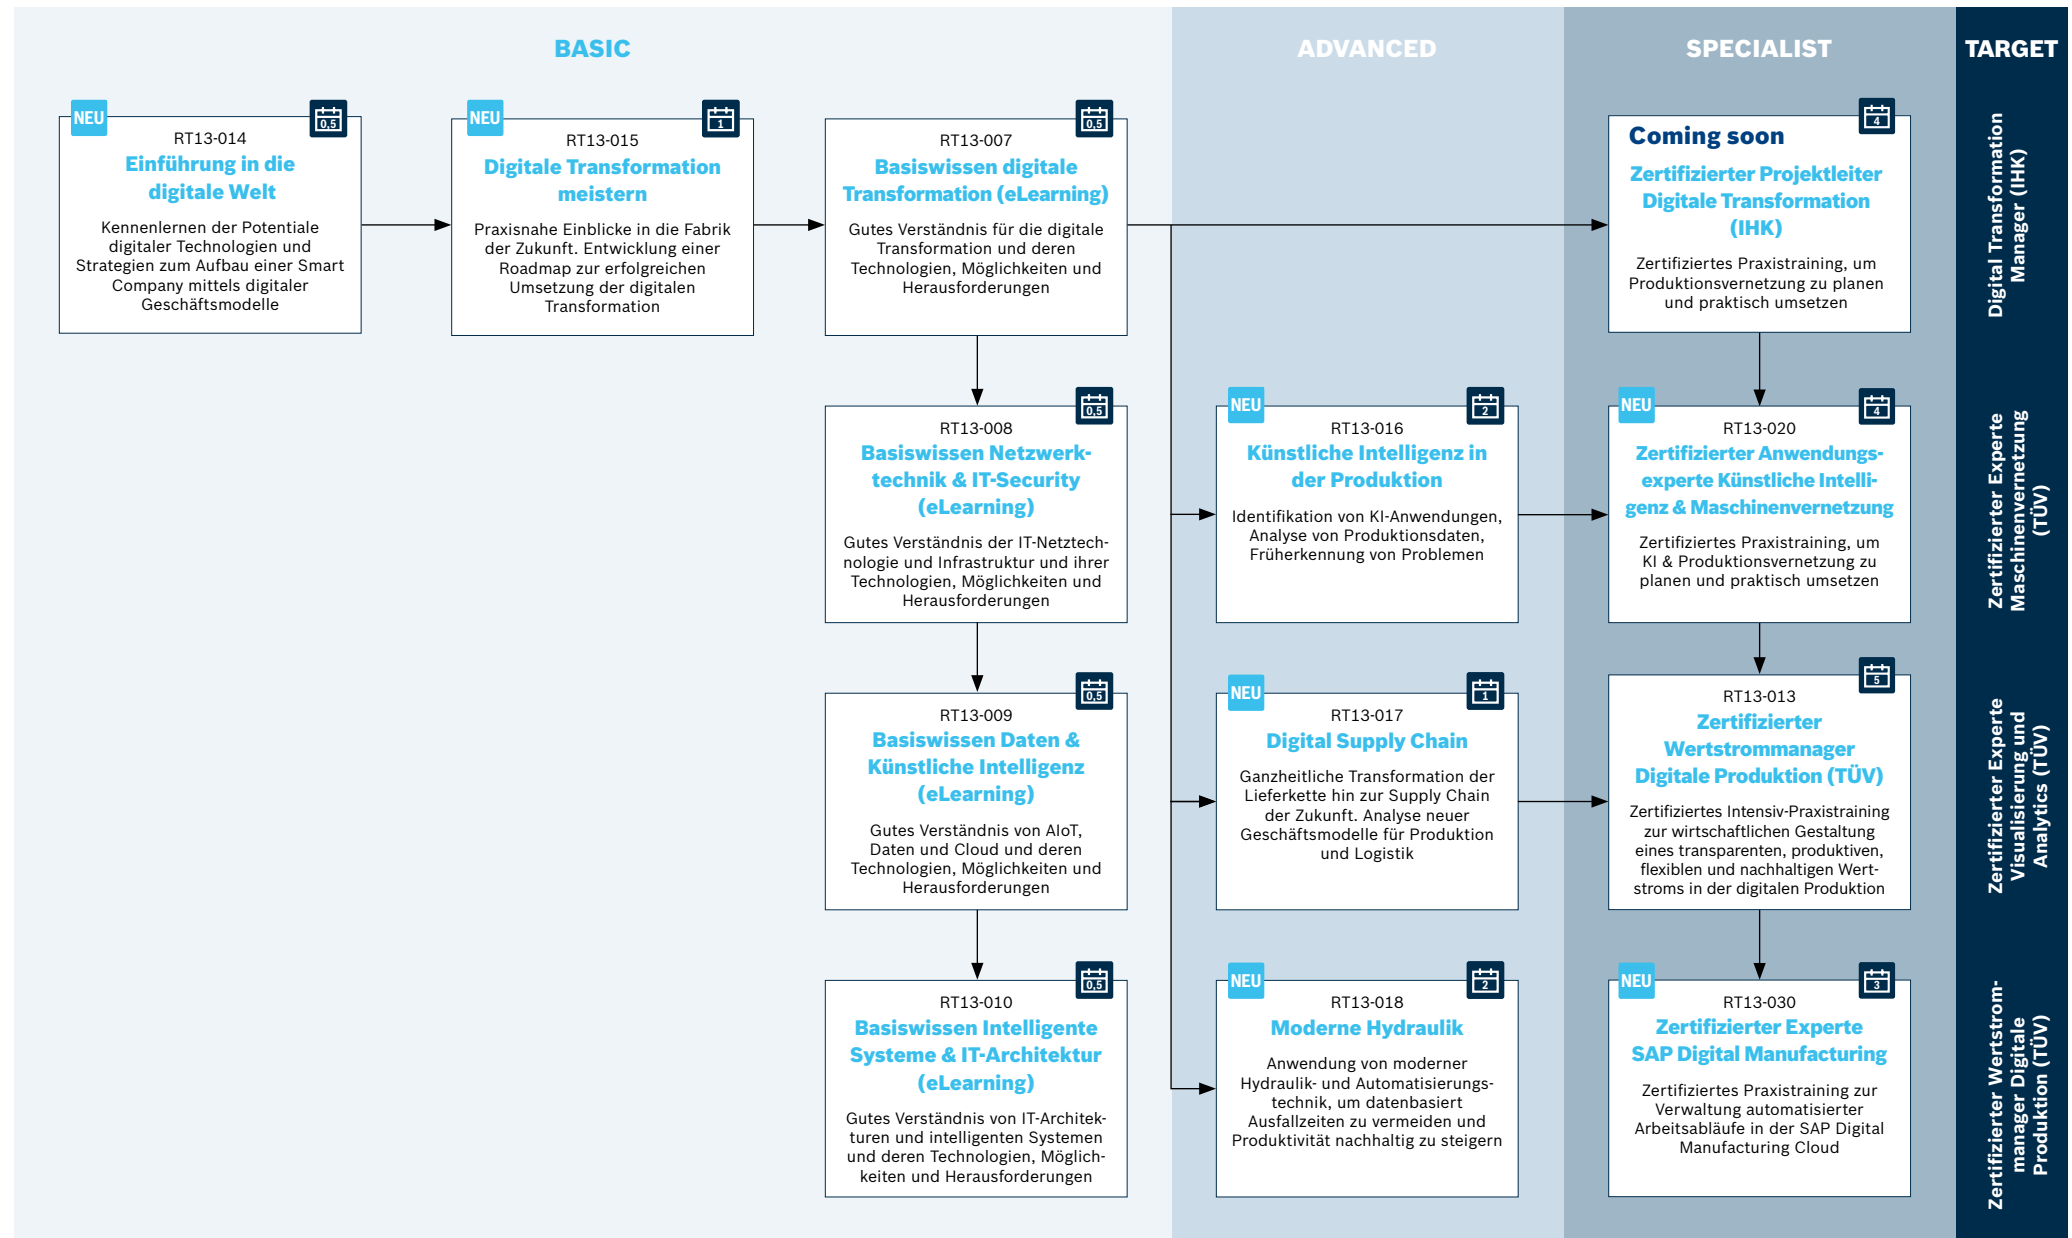 BASIC
ADVANCED
SPECIALIST
TARGET
NEU
0,5
RT13-014
Einführung in die
digitale Welt
Kennenlernen der Potentiale
digitaler Technologien und
Strategien zum Aufbau einer Smart
Company mittels digitaler
Geschäftsmodelle
NEU
1
RT13-015
Digitale Transformation
meistern
Praxisnahe Einblicke in die Fabrik
der Zukunft. Entwicklung einer
Roadmap zur erfolgreichen
Umsetzung der digitalen
Transformation
0,5
RT13-007
Basiswissen digitale
Transformation (eLearning)
Gutes Verständnis für die digitale
Transformation und deren
Technologien, Möglichkeiten und
Herausforderungen
4
Coming soon
Zertifizierter Projektleiter
Digitale Transformation
(IHK)
Zertifiziertes Praxistraining, um
Produktionsvernetzung zu planen
und praktisch umsetzen
Digital Transformation
Manager (IHK)
0,5
RT13-008
Basiswissen Netzwerk-
technik & IT-Security
(eLearning)
Gutes Verständnis der IT-Netztech-
nologie und Infrastruktur und ihrer
Technologien, Möglichkeiten und
Herausforderungen
NEU
2
RT13-016
Künstliche Intelligenz in
der Produktion
Identifikation von KI-Anwendungen,
Analyse von Produktionsdaten,
Früherkennung von Problemen
NEU
4
RT13-020
Zertifizierter Anwendungs-
experte Künstliche Intelli-
genz & Maschinenvernetzung
Zertifiziertes Praxistraining, um
KI & Produktionsvernetzung zu
planen und praktisch umsetzen
Zertifizierter Experte
Maschinenvernetzung
(TÜV)
0,5
RT13-009
Basiswissen Daten &
Künstliche Intelligenz
(eLearning)
Gutes Verständnis von AIoT,
Daten und Cloud und deren
Technologien, Möglichkeiten und
Herausforderungen
NEU
1
RT13-017
Digital Supply Chain
Ganzheitliche Transformation der
Lieferkette hin zur Supply Chain
der Zukunft. Analyse neuer
Geschäftsmodelle für Produktion
und Logistik
5
RT13-013
Zertifizierter
Wertstrommanager
Digitale Produktion (TÜV)
Zertifiziertes Intensiv-Praxistraining
zur wirtschaftlichen Gestaltung
eines transparenten, produktiven,
flexiblen und nachhaltigen Wert-
stroms in der digitalen Produktion
Zertifizierter Experte
Visualisierung und
Analytics (TÜV)
0,5
RT13-010
Basiswissen Intelligente
Systeme & IT-Architektur
(eLearning)
Gutes Verständnis von IT-Architek-
turen und intelligenten Systemen
und deren Technologien, Möglich-
keiten und Herausforderungen
NEU
2
RT13-018
Moderne Hydraulik
Anwendung von moderner
Hydraulik- und Automatisierungs-
technik, um datenbasiert
Ausfallzeiten zu vermeiden und
Produktivität nachhaltig zu steigern
NEU
3
RT13-030
Zertifizierter Experte
SAP Digital Manufacturing
Zertifiziertes Praxistraining zur
Verwaltung automatisierter
Arbeitsabläufe in der SAP Digital
Manufacturing Cloud
Zertifizierter Wertstrom-
manager Digitale
Produktion (TÜV)